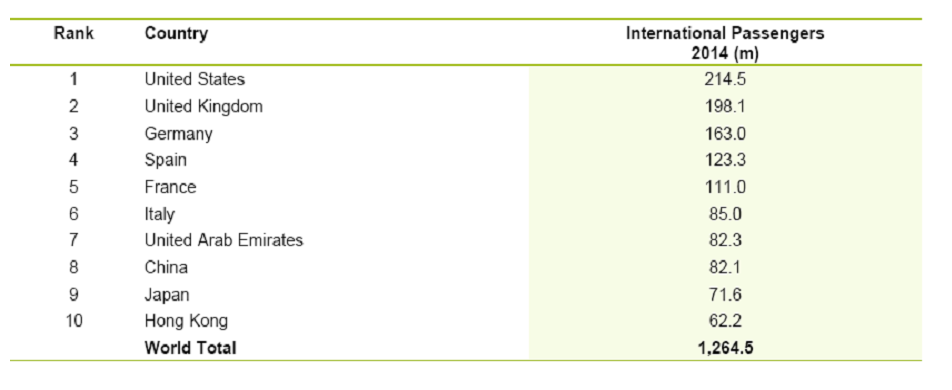 Rank Country International Passengers
2014 (m)
1 United States 214.5
2 United Kingdom 198.1
3 Germany 163.0
4 Spain 123.3
5 France 111.0
6 Italy 85.0
7 United Arab Emirates 82.3
8 China 82.1
9 Japan 71.6
10 Hong Kong 62.2
World Total 1,264.5